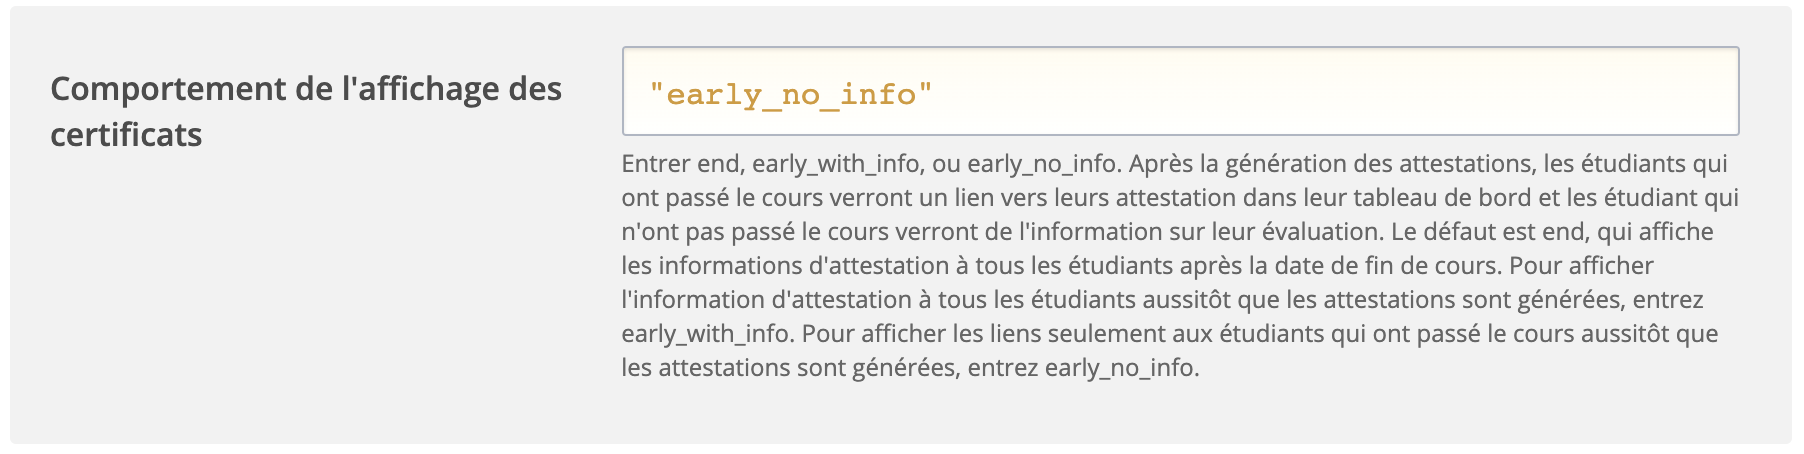 Comportement de l'affichage des
certificats
"early_no_info"
Entrer end, early_with_info, ou early_no_info. Après la génération des attestations, les étudiants qui
ont passé le cours verront un lien vers leurs attestation dans leur tableau de bord et les étudiant qui
n'ont pas passé le cours verront de l'information sur leur évaluation. Le défaut est end, qui affiche
les informations d'attestation à tous les étudiants après la date de fin de cours. Pour afficher
l'information d'attestation à tous les étudiants aussitôt que les attestations sont générées, entrez
early_with_info. Pour afficher les liens seulement aux étudiants qui ont passé le cours aussitôt que
les attestations sont générées, entrez early_no_info.